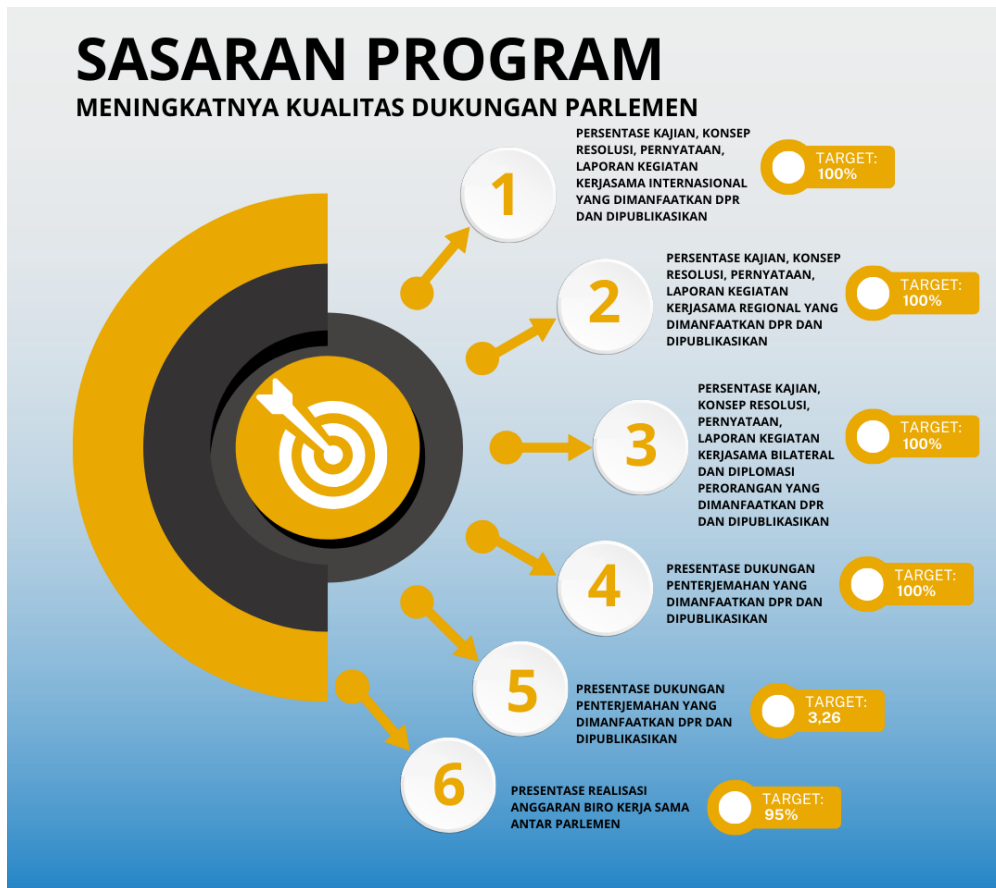 SASARAN PROGRAM
MENINGKATNYA KUALITAS DUKUNGAN PARLEMEN
1
PERSENTASE KAJIAN, KONSEP
RESOLUSI, PERNYATAAN,
LAPORAN KEGIATAN
KERJASAMA INTERNASIONAL
YANG DIMANFAATKAN DPR
DAN DIPUBLIKASIKAN
TARGET:
100%
2
PERSENTASE KAJIAN, KONSEP
RESOLUSI, PERNYATAAN,
LAPORAN KEGIATAN
KERJASAMA REGIONAL YANG
DIMANFAATKAN DPR DAN
DIPUBLIKASIKAN
TARGET:
100%
3
PERSENTASE KAJIAN,
KONSEP RESOLUSI,
PERNYATAAN,
LAPORAN KEGIATAN
KERJASAMA BILATERAL
DAN DIPLOMASI
PERORANGAN YANG
DIMANFAATKAN DPR
DAN DIPUBLIKASIKAN
TARGET:
100%
4
PRESENTASE DUKUNGAN
PENTERJEMAHAN YANG
DIMANFAATKAN DPR DAN
DIPUBLIKASIKAN
TARGET:
100%
5
PRESENTASE DUKUNGAN
PENTERJEMAHAN YANG
DIMANFAATKAN DPR DAN
DIPUBLIKASIKAN
TARGET:
3,26
6
PRESENTASE REALISASI
ANGGARAN BIRO KERJA SAMA
ANTAR PARLEMEN
TARGET:
95%